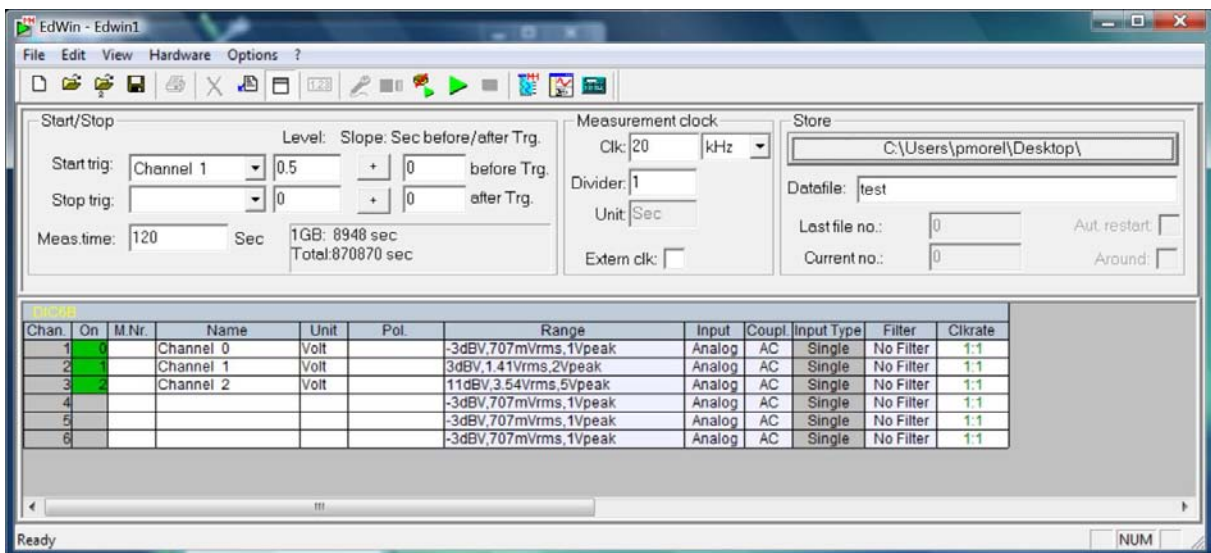 EdWin - Edwin1
File Edit View Hardware Options ?
Start/Stop
Level: Slope: Sec before/after Trg.
Start trig: Channel 1 0.5 + 0 before Trg.
Stop trig: 0 + 0 after Trg.
Meas.time: 120 Sec
1GB: 8948 sec
Total:870870 sec
Measurement clock
Clk: 20 kHz
Divider: 1
Unit: Sec
Extern clk:
Store
C:\Users\pmorel\Desktop\
Datafile: test
Last file no.: 0 Aut. restart:
Current no.: 0 Around:
DIC6B
Chan. On M.Nr. Name Unit Pol. Range Input Coupl. Input Type Filter Clkrate
1 0 Channel 0 Volt -3dBV,707mVrms,1Vpeak Analog AC Single No Filter 1:1
2 1 Channel 1 Volt 3dBV,1.41Vrms,2Vpeak Analog AC Single No Filter 1:1
3 2 Channel 2 Volt 11dBV,3.54Vrms,5Vpeak Analog AC Single No Filter 1:1
4 -3dBV,707mVrms,1Vpeak Analog AC Single No Filter 1:1
5 -3dBV,707mVrms,1Vpeak Analog AC Single No Filter 1:1
6 -3dBV,707mVrms,1Vpeak Analog AC Single No Filter 1:1
Ready
NUM